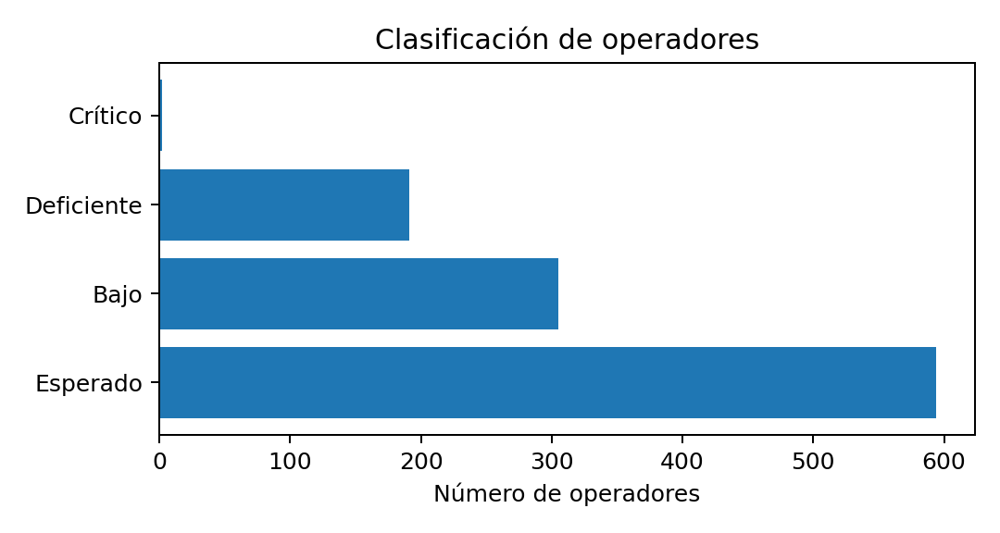 Clasificación de operadores
Crítico
Deficiente
Bajo
Esperado
0 100 200 300 400 500 600
Número de operadores